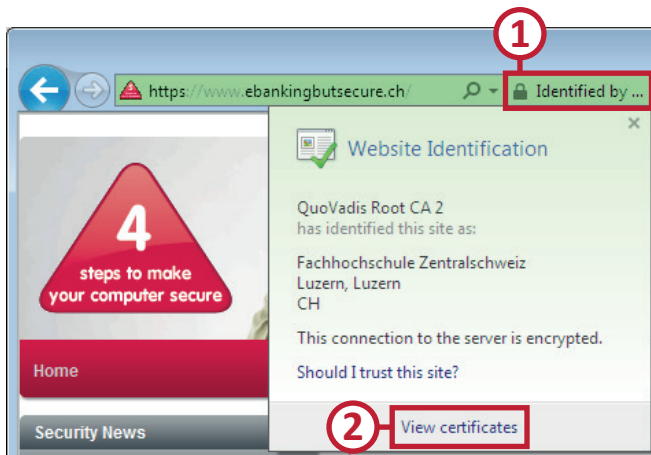 1
https://www.ebankingbutsecure.ch/
Identified by ...
Website Identification
QuoVadis Root CA 2
has identified this site as:
Fachhochschule Zentralschweiz
Luzern, Luzern
CH
This connection to the server is encrypted.
Should I trust this site?
2
View certificates
4
steps to make
your computer secure
Home
Security News